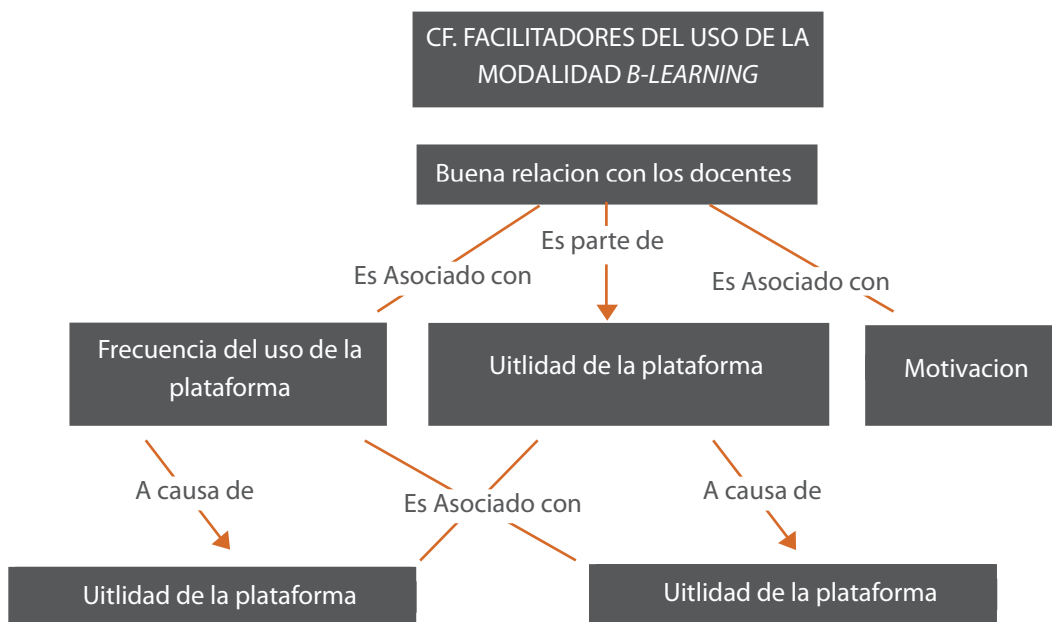 CF. FACILITADORES DEL USO DE LA
MODALIDAD B-LEARNING
Buena relacion con los docentes
Es parte de
Es Asociado con
Es Asociado con
Frecuencia del uso de la
plataforma
Uitlidad de la plataforma
Motivacion
A causa de
Es Asociado con
A causa de
Uitlidad de la plataforma
Uitlidad de la plataforma